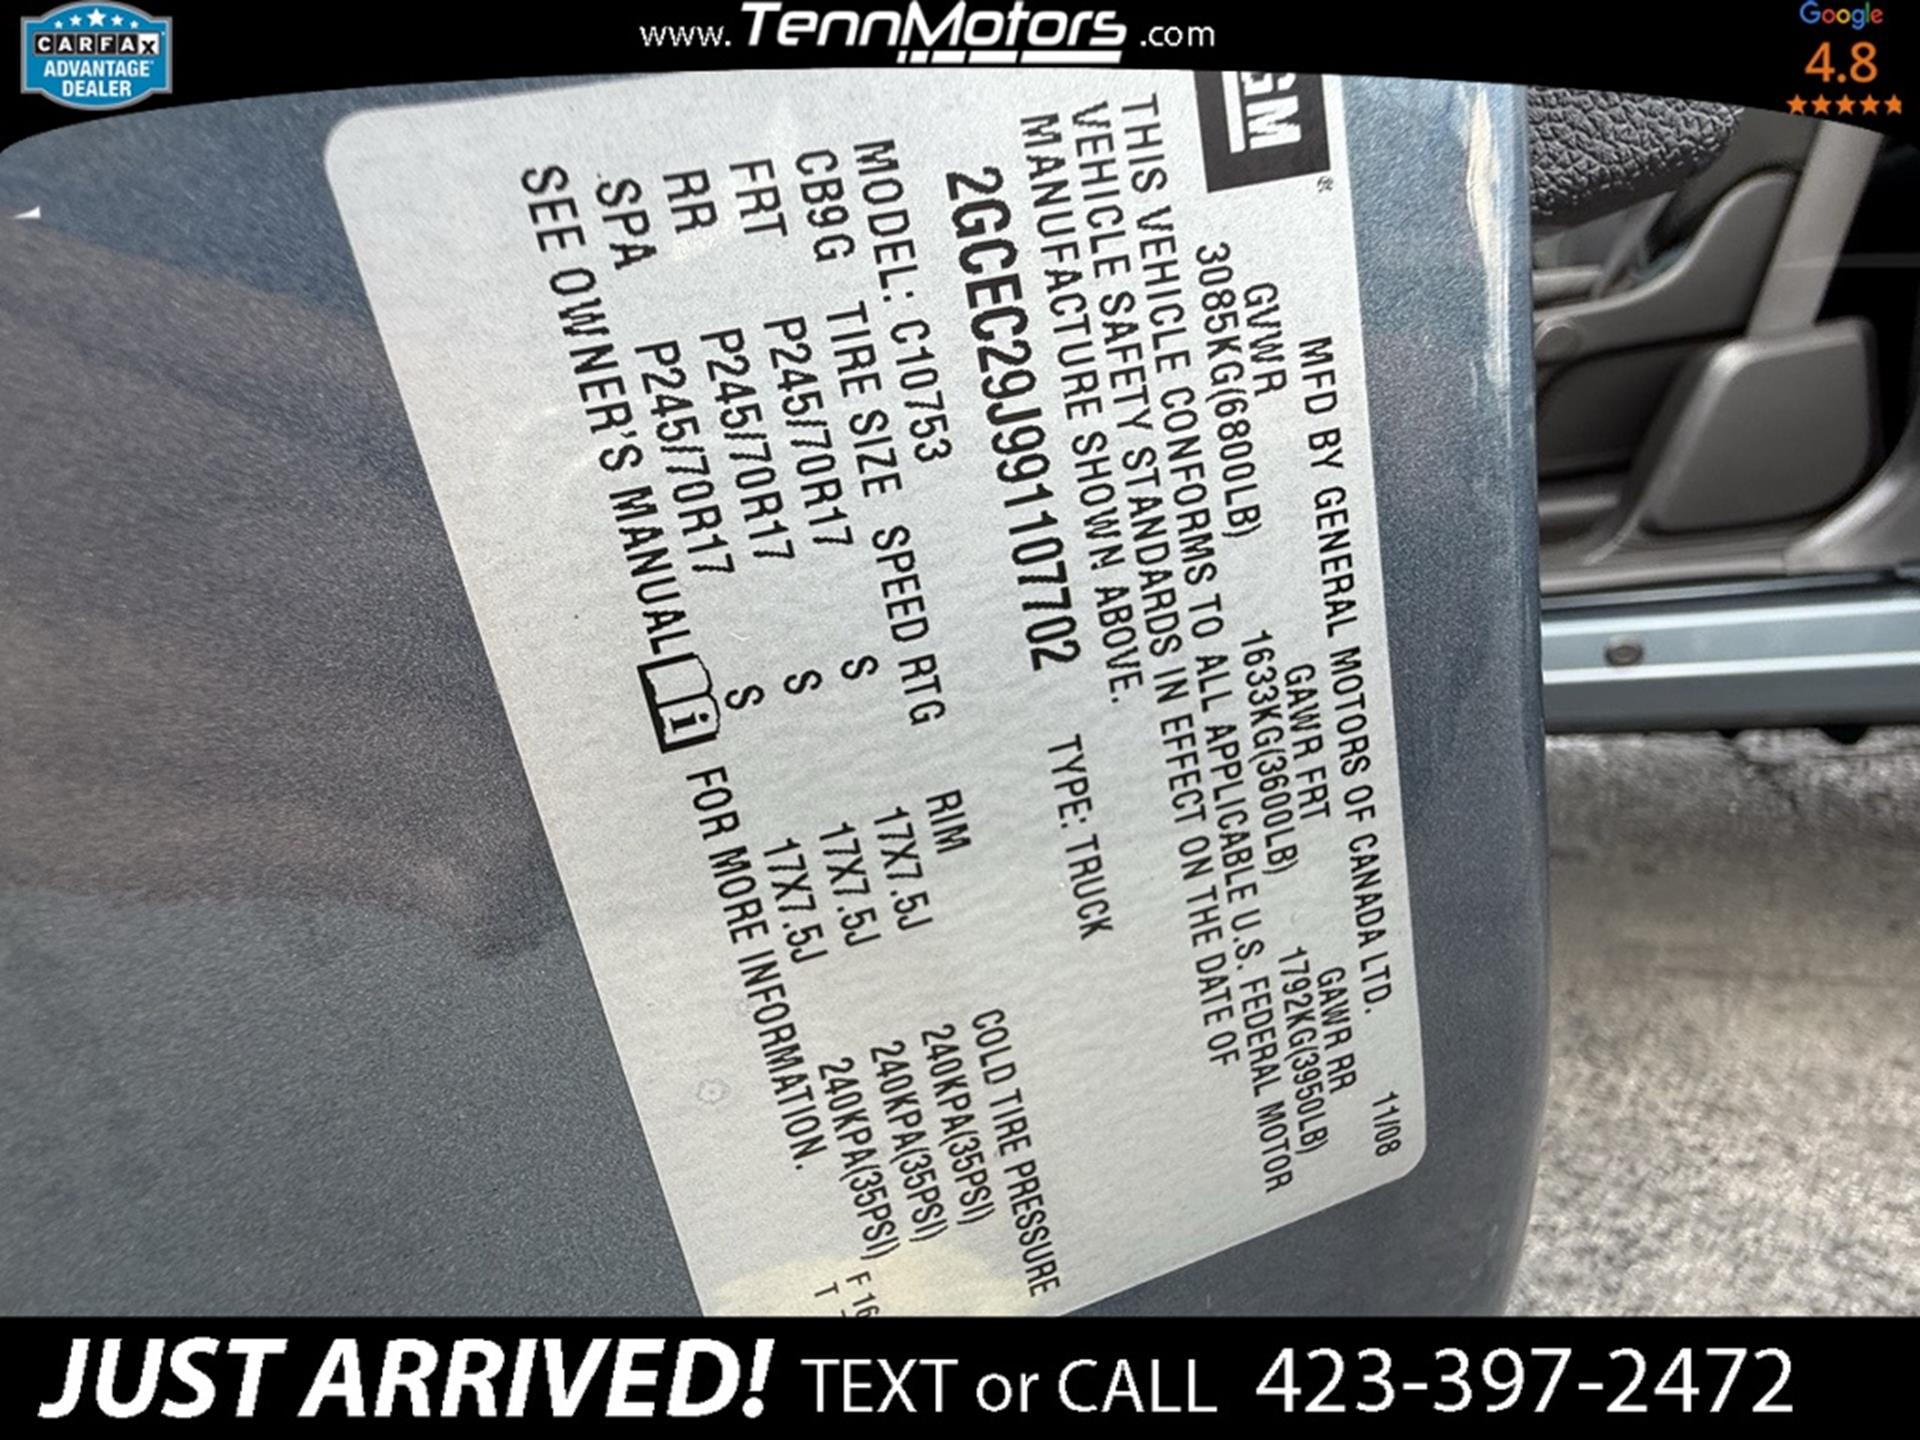 CARFAX
ADVANTAGE
DEALER
www.TennMotors.com
Google
4.8
GM®
MFD BY GENERAL MOTORS OF CANADA LTD. 11/08
GVWR GAWR FRT GAWR RR
3085KG(6800LB) 1633KG(3600LB) 1792KG(3950LB)
THIS VEHICLE CONFORMS TO ALL APPLICABLE U.S. FEDERAL MOTOR
VEHICLE SAFETY STANDARDS IN EFFECT ON THE DATE OF
MANUFACTURE SHOWN ABOVE.
2GCEC29J991107702 TYPE: TRUCK
MODEL: C10753
CB9G TIRE SIZE SPEED RTG RIM COLD TIRE PRESSURE
FRT P245/70R17 S 17X7.5J 240KPA(35PSI)
RR P245/70R17 S 17X7.5J 240KPA(35PSI)
SPA P245/70R17 S 17X7.5J 240KPA(35PSI)
SEE OWNER'S MANUAL i FOR MORE INFORMATION.
F 16
T
JUST ARRIVED! TEXT or CALL 423-397-2472